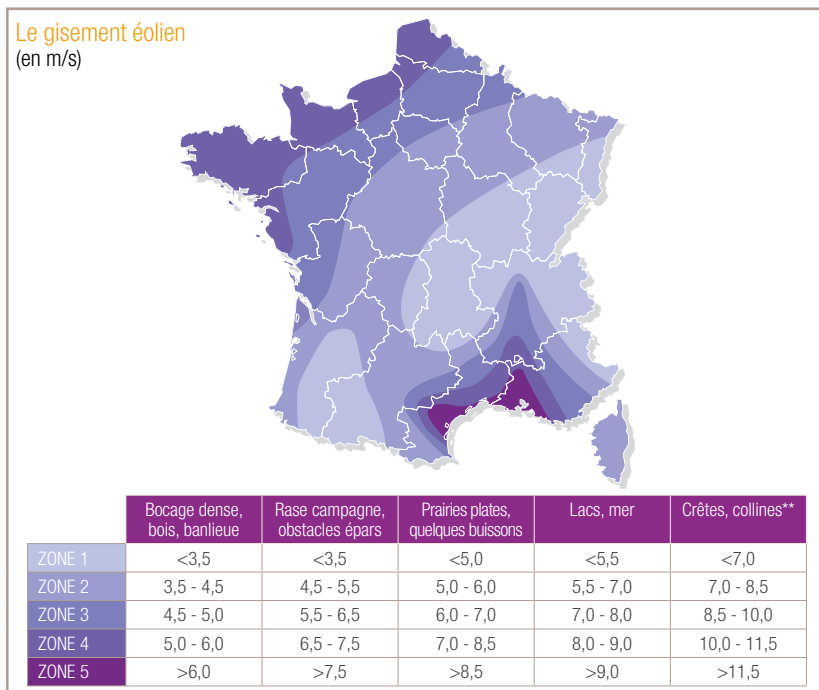 Le gisement éolien
(en m/s)
Bocage dense, bois, banlieue | Rase campagne, obstacles épars | Prairies plates, quelques buissons | Lacs, mer | Crêtes, collines**
ZONE 1 <3,5 <3,5 <5,0 <5,5 <7,0
ZONE 2 3,5 - 4,5 4,5 - 5,5 5,0 - 6,0 5,5 - 7,0 7,0 - 8,5
ZONE 3 4,5 - 5,0 5,5 - 6,5 6,0 - 7,0 7,0 - 8,0 8,5 - 10,0
ZONE 4 5,0 - 6,0 6,5 - 7,5 7,0 - 8,5 8,0 - 9,0 10,0 - 11,5
ZONE 5 >6,0 >7,5 >8,5 >9,0 >11,5